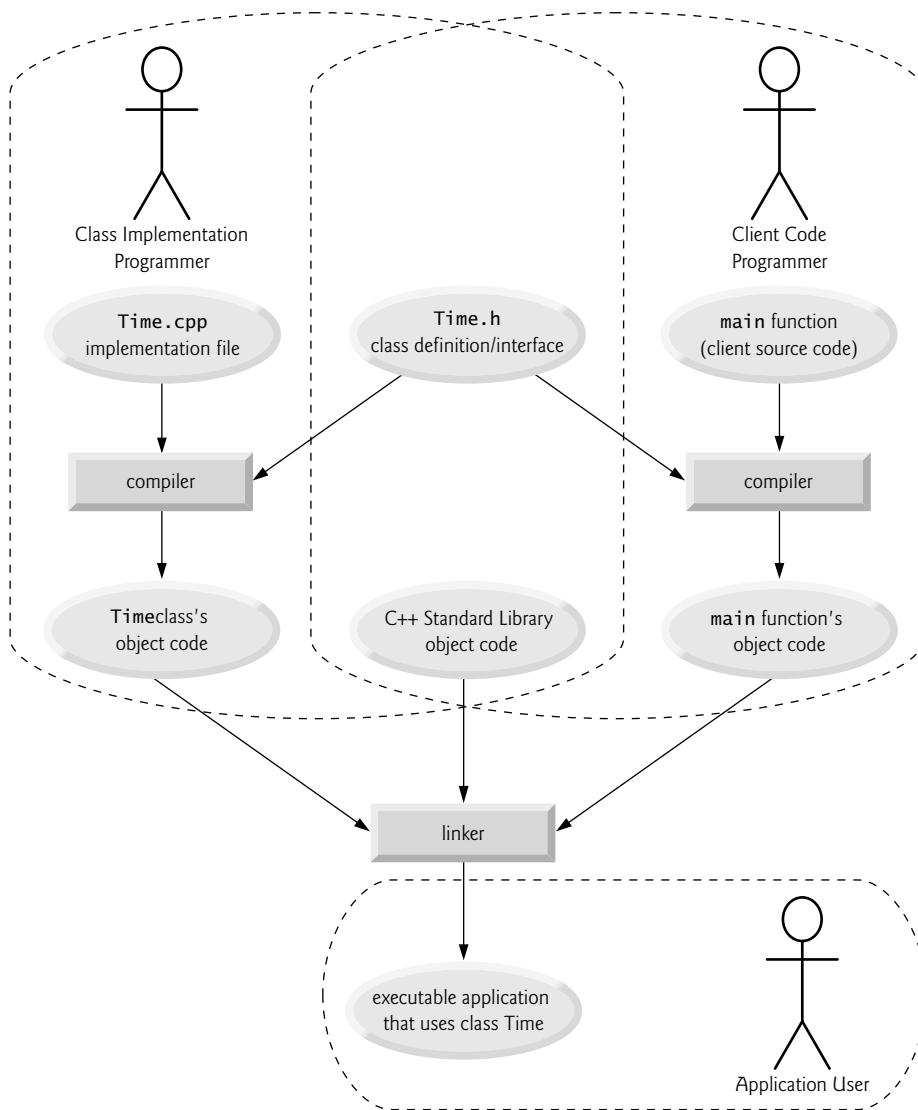 Class Implementation
Programmer
Client Code
Programmer
Time.cpp
implementation file
Time.h
class definition/interface
main function
(client source code)
compiler
compiler
Timeclass's
object code
C++ Standard Library
object code
main function's
object code
linker
executable application
that uses class Time
Application User